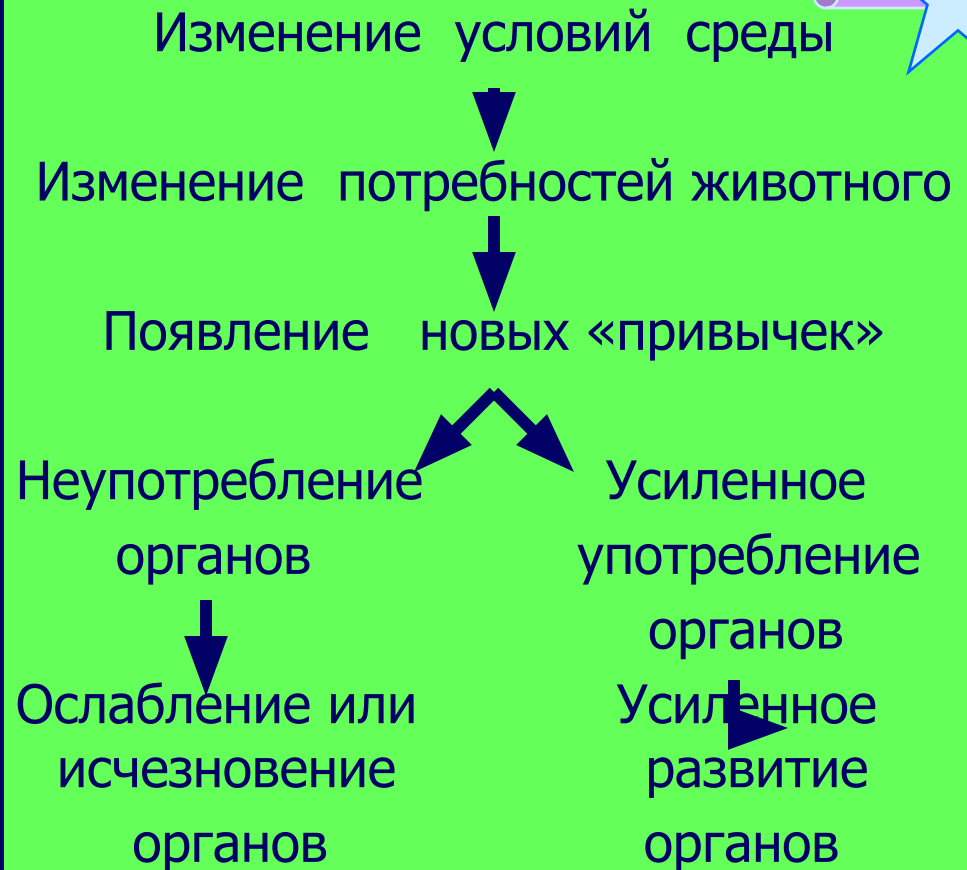 Изменение условий среды
Изменение потребностей животного
Появление новых «привычек»
Неупотребление
органов
Ослабление или
исчезновение
органов
Усиленное
употребление
органов
Усиленное
развитие
органов